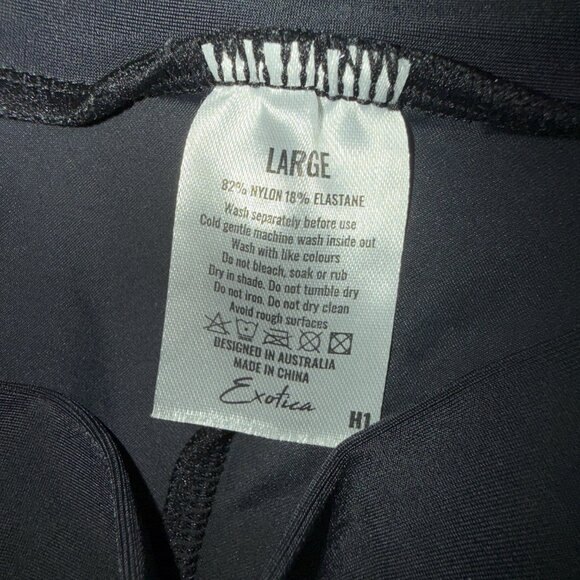 LARGE
82% NYLON 18% ELASTANE
Wash separately before use
Cold gentle machine wash inside out
Wash with like colours
Do not bleach, soak or rub
Dry in shade. Do not tumble dry
Do not iron. Do not dry clean
Avoid rough surfaces
DESIGNED IN AUSTRALIA
MADE IN CHINA
Exotica
H1